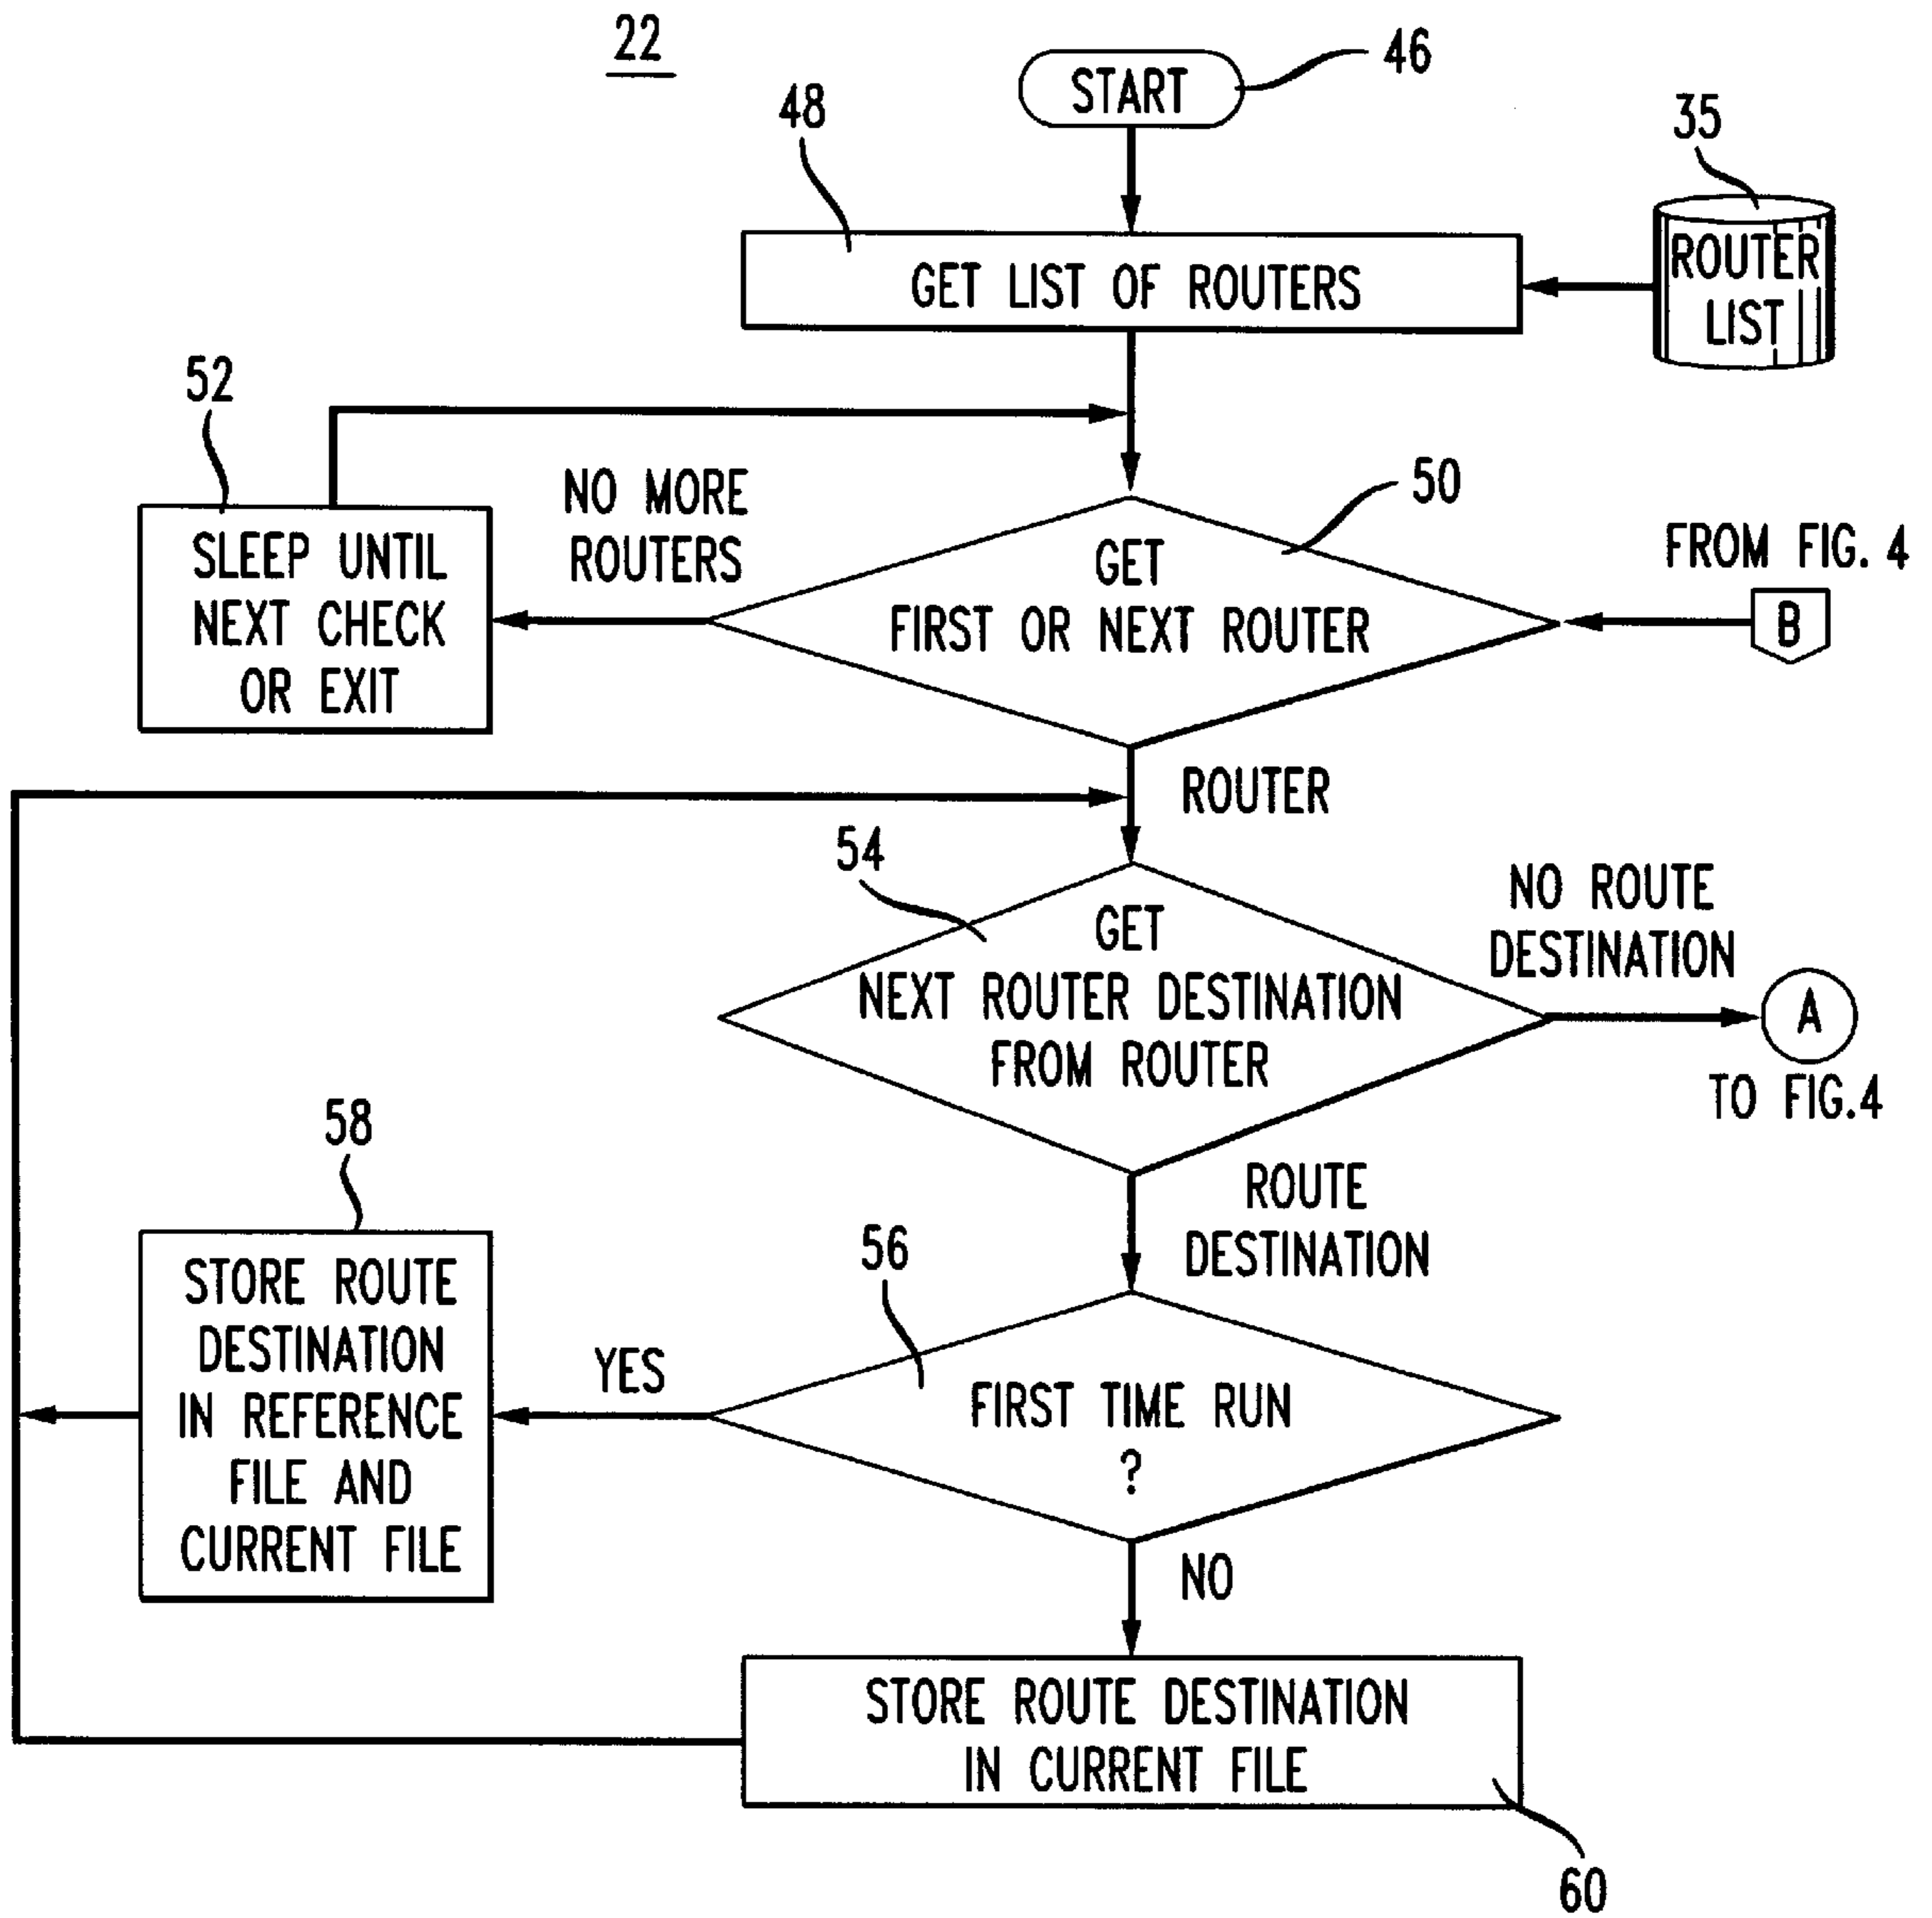 22
START
46
48
35
GET LIST OF ROUTERS
ROUTER
LIST
52
NO MORE
ROUTERS
50
SLEEP UNTIL
NEXT CHECK
OR EXIT
GET
FIRST OR NEXT ROUTER
FROM FIG. 4
B
ROUTER
54
GET
NEXT ROUTER DESTINATION
FROM ROUTER
NO ROUTE
DESTINATION
A
TO FIG.4
ROUTE
DESTINATION
58
56
STORE ROUTE
DESTINATION
IN REFERENCE
FILE AND
CURRENT FILE
YES
FIRST TIME RUN
?
NO
STORE ROUTE DESTINATION
IN CURRENT FILE
60